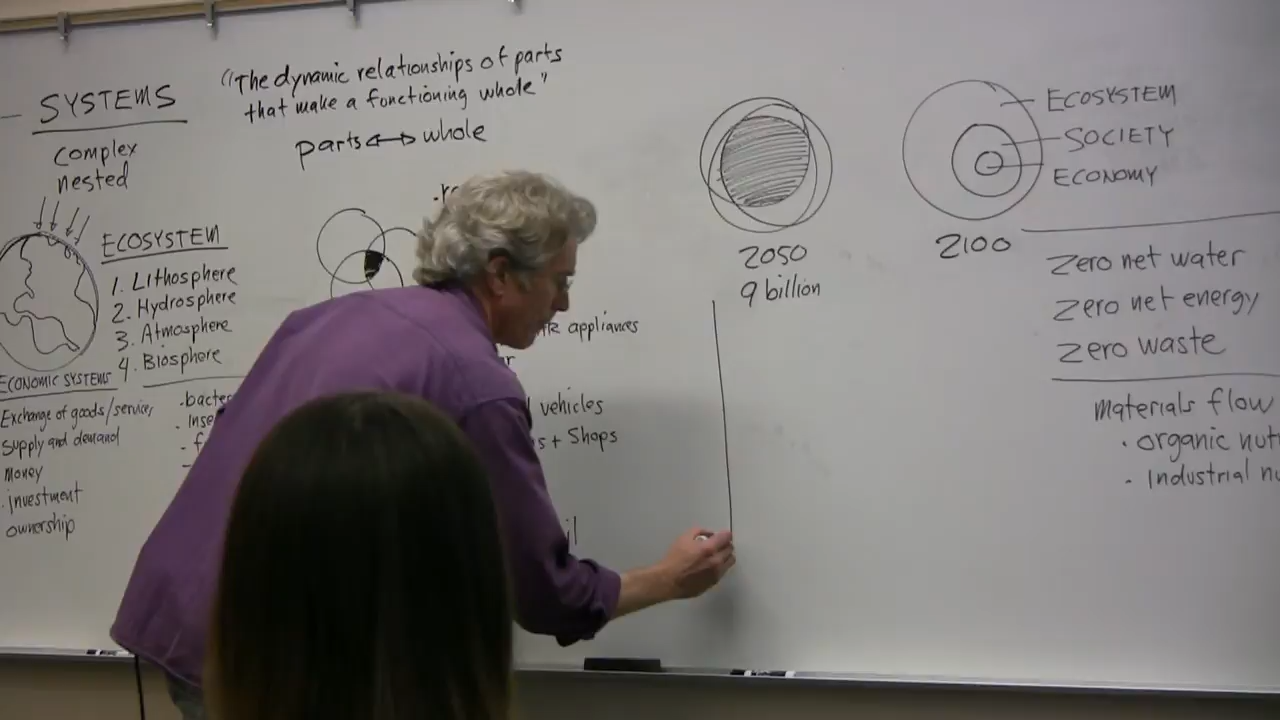 SYSTEMS
complex
nested
"The dynamic relationships of parts
that make a functioning whole"
parts ↔ whole
ECOSYSTEM
1. Lithosphere
2. Hydrosphere
3. Atmosphere
4. Biosphere
ECONOMIC SYSTEMS
Exchange of goods/services
supply and demand
money
investment
ownership
appliances
vehicles
+ Shops
2050
9 billion
2100
ECOSYSTEM
SOCIETY
ECONOMY
Zero net water
Zero net energy
Zero waste
materials flow
· organic
· Industrial